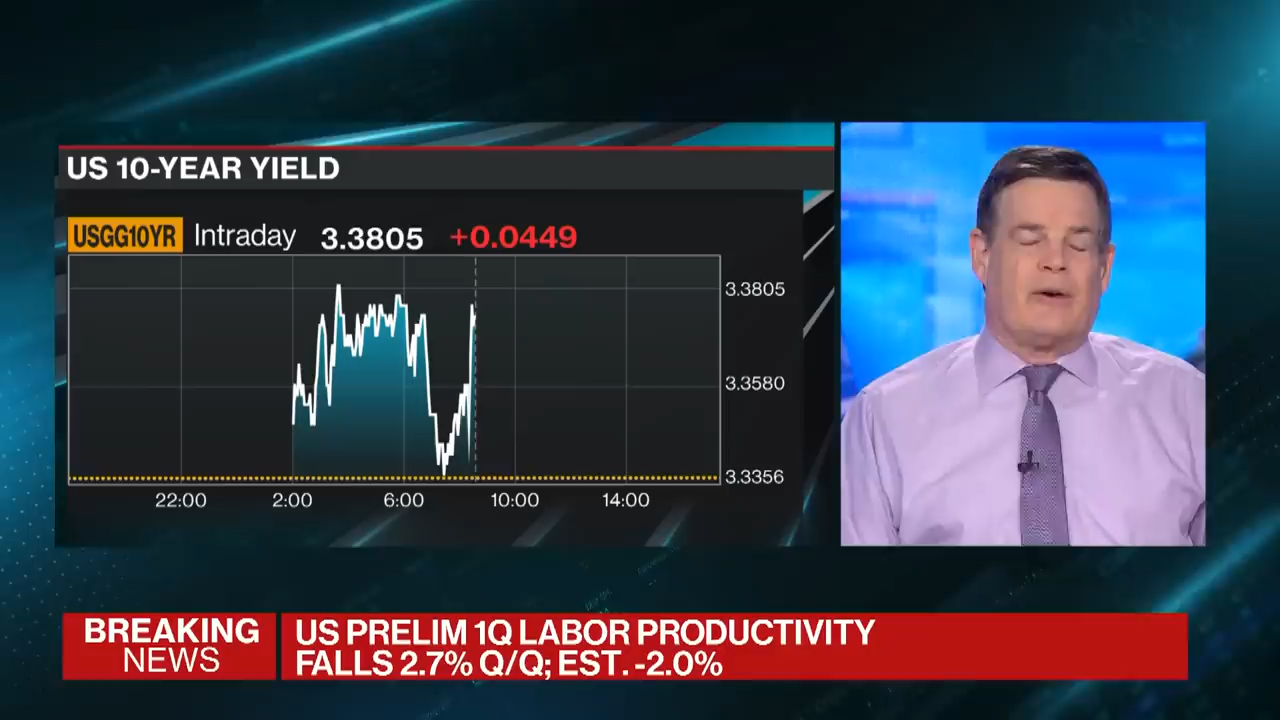 US 10-YEAR YIELD
USGG10YR Intraday 3.3805 +0.0449
3.3805
3.3580
3.3356
22:00 2:00 6:00 10:00 14:00
BREAKING
NEWS
US PRELIM 1Q LABOR PRODUCTIVITY
FALLS 2.7% Q/Q; EST. -2.0%